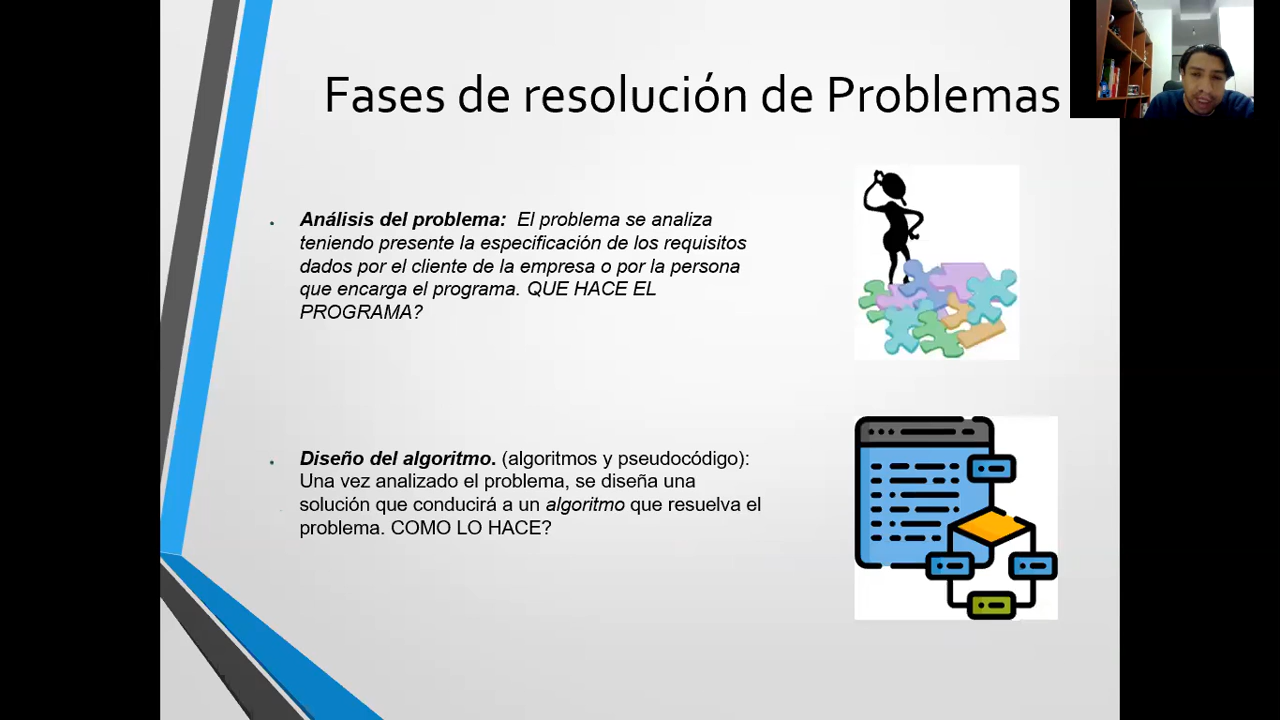 Fases de resolución de Problemas
Análisis del problema: El problema se analiza
teniendo presente la especificación de los requisitos
dados por el cliente de la empresa o por la persona
que encarga el programa. QUE HACE EL
PROGRAMA?
Diseño del algoritmo. (algoritmos y pseudocódigo):
Una vez analizado el problema, se diseña una
solución que conducirá a un algoritmo que resuelva el
problema. COMO LO HACE?